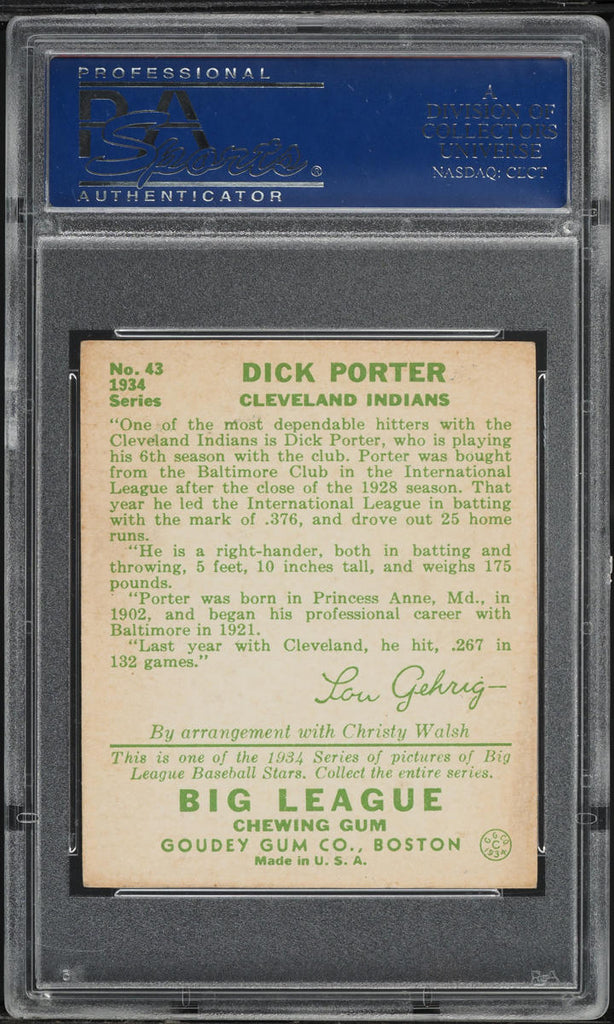 PROFESSIONAL
PSA
Sports®
AUTHENTICATOR
A
DIVISION OF
COLLECTORS
UNIVERSE
NASDAQ: CLCT
No. 43
1934
Series
DICK PORTER
CLEVELAND INDIANS
"One of the most dependable hitters with the
Cleveland Indians is Dick Porter, who is playing
his 6th season with the club. Porter was bought
from the Baltimore Club in the International
League after the close of the 1928 season. That
year he led the International League in batting
with the mark of .376, and drove out 25 home
runs.
"He is a right-hander, both in batting and
throwing, 5 feet, 10 inches tall, and weighs 175
pounds.
"Porter was born in Princess Anne, Md., in
1902, and began his professional career with
Baltimore in 1921.
"Last year with Cleveland, he hit, .267 in
132 games."
Lou Gehrig
By arrangement with Christy Walsh
This is one of the 1934 Series of pictures of Big
League Baseball Stars. Collect the entire series.
BIG LEAGUE
CHEWING GUM
GOUDEY GUM CO., BOSTON
Made in U. S. A.
G.G.CO.
C
1934
PSA